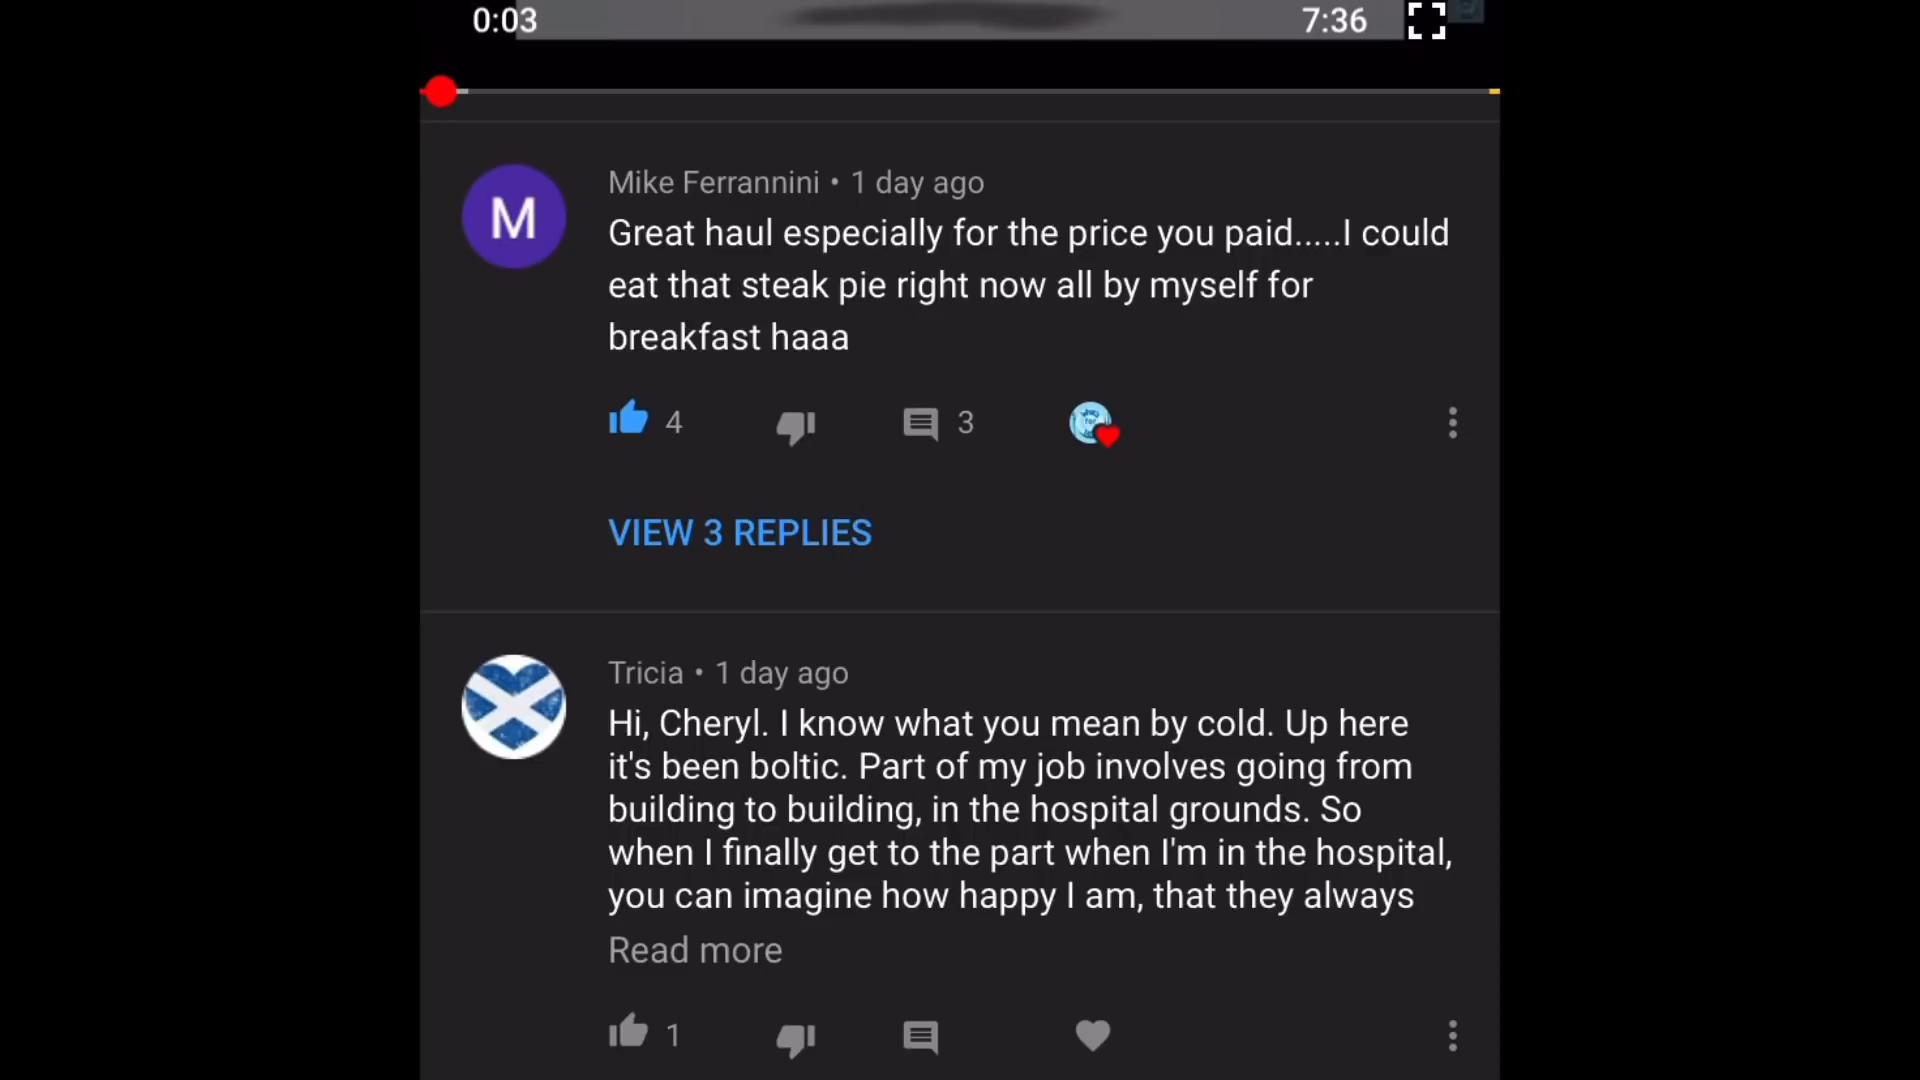 0:03
7:36
M
Mike Ferrannini • 1 day ago
Great haul especially for the price you paid.....I could
eat that steak pie right now all by myself for
breakfast haaa
4
3
VIEW 3 REPLIES
Tricia • 1 day ago
Hi, Cheryl. I know what you mean by cold. Up here
it's been boltic. Part of my job involves going from
building to building, in the hospital grounds. So
when I finally get to the part when I'm in the hospital,
you can imagine how happy I am, that they always
Read more
1